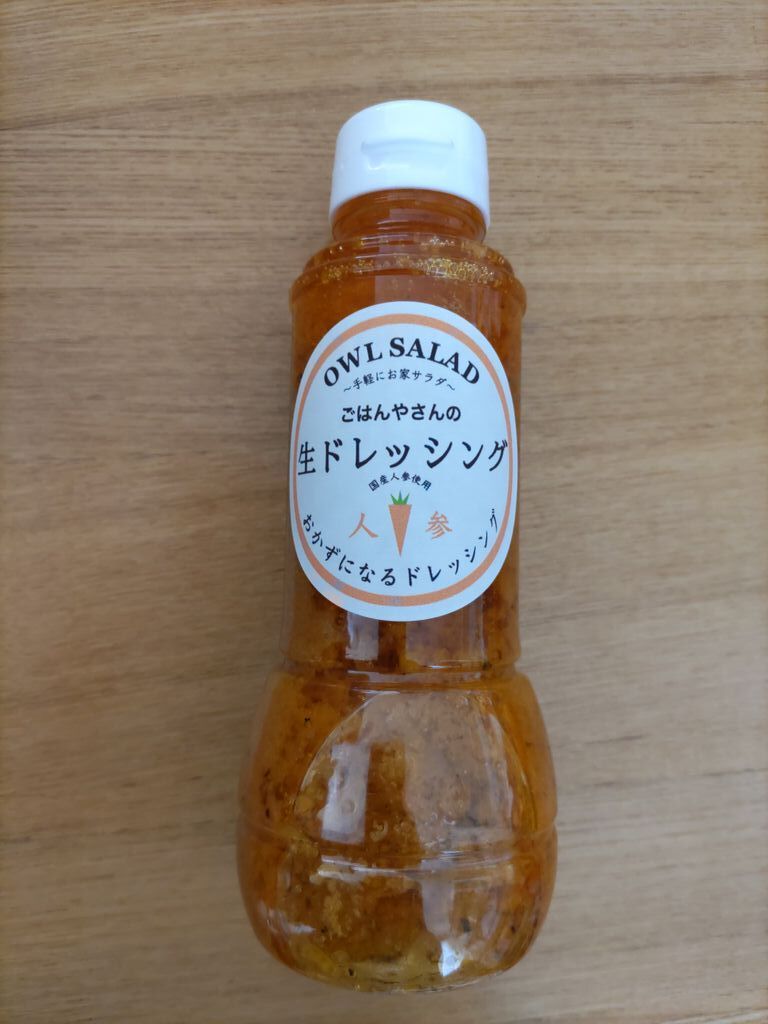 OWL SALAD
～手軽にお家サラダ～
ごはんやさんの
生ドレッシング
国産人参使用
人参
おかずになるドレッシング